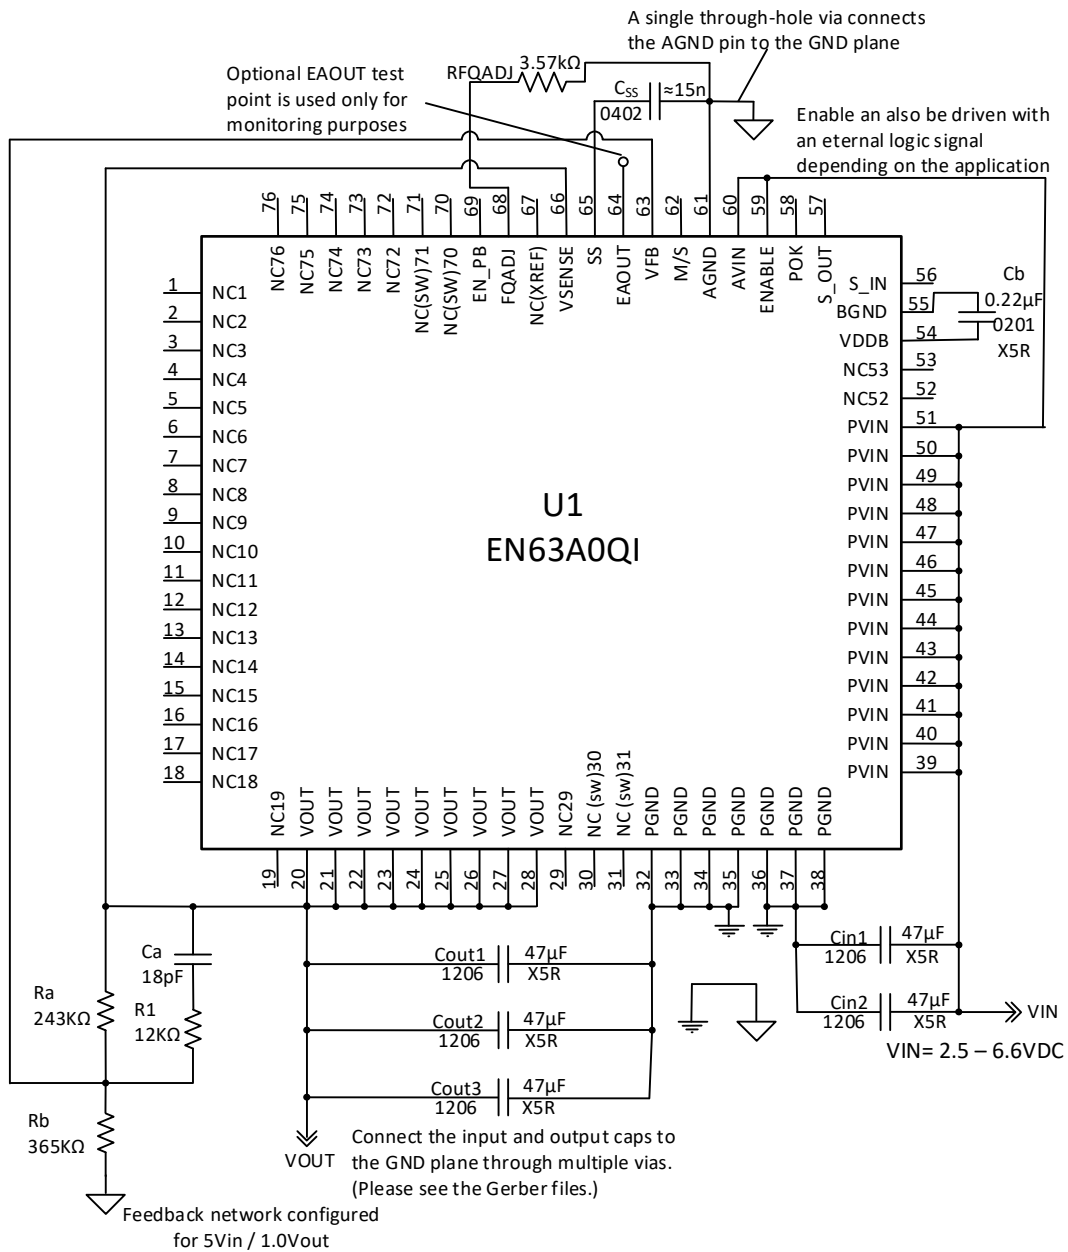 A single through-hole via connects
the AGND pin to the GND plane
Optional EAOUT test
point is used only for
monitoring purposes
RFQADJ
3.57kΩ
CSS
≈15n
0402
Enable an also be driven with
an eternal logic signal
depending on the application
76
75
74
73
72
71
70
69
68
67
66
65
64
63
62
61
60
59
58
57
NC76
NC75
NC74
NC73
NC72
NC(SW)71
NC(SW)70
EN_PB
FQADJ
NC(XREF)
VSENSE
SS
EAOUT
VFB
M/S
AGND
AVIN
ENABLE
POK
S_OUT
1 NC1
2 NC2
3 NC3
4 NC4
5 NC5
6 NC6
7 NC7
8 NC8
9 NC9
10 NC10
11 NC11
12 NC12
13 NC13
14 NC14
15 NC15
16 NC16
17 NC17
18 NC18
U1
EN63A0QI
S_IN 56
BGND 55
VDDB 54
NC53 53
NC52 52
PVIN 51
PVIN 50
PVIN 49
PVIN 48
PVIN 47
PVIN 46
PVIN 45
PVIN 44
PVIN 43
PVIN 42
PVIN 41
PVIN 40
PVIN 39
Cb
0.22µF
0201
X5R
NC19
VOUT
VOUT
VOUT
VOUT
VOUT
VOUT
VOUT
VOUT
VOUT
NC29
NC (sw)30
NC (sw)31
PGND
PGND
PGND
PGND
PGND
PGND
PGND
19
20
21
22
23
24
25
26
27
28
29
30
31
32
33
34
35
36
37
38
Ca
18pF
Ra
243KΩ
R1
12KΩ
Rb
365KΩ
Cout1 47µF
1206 X5R
Cout2 47µF
1206 X5R
Cout3 47µF
1206 X5R
Cin1 47µF
1206 X5R
Cin2 47µF
1206 X5R
VIN
VIN= 2.5 – 6.6VDC
VOUT
Connect the input and output caps to
the GND plane through multiple vias.
(Please see the Gerber files.)
Feedback network configured
for 5Vin / 1.0Vout